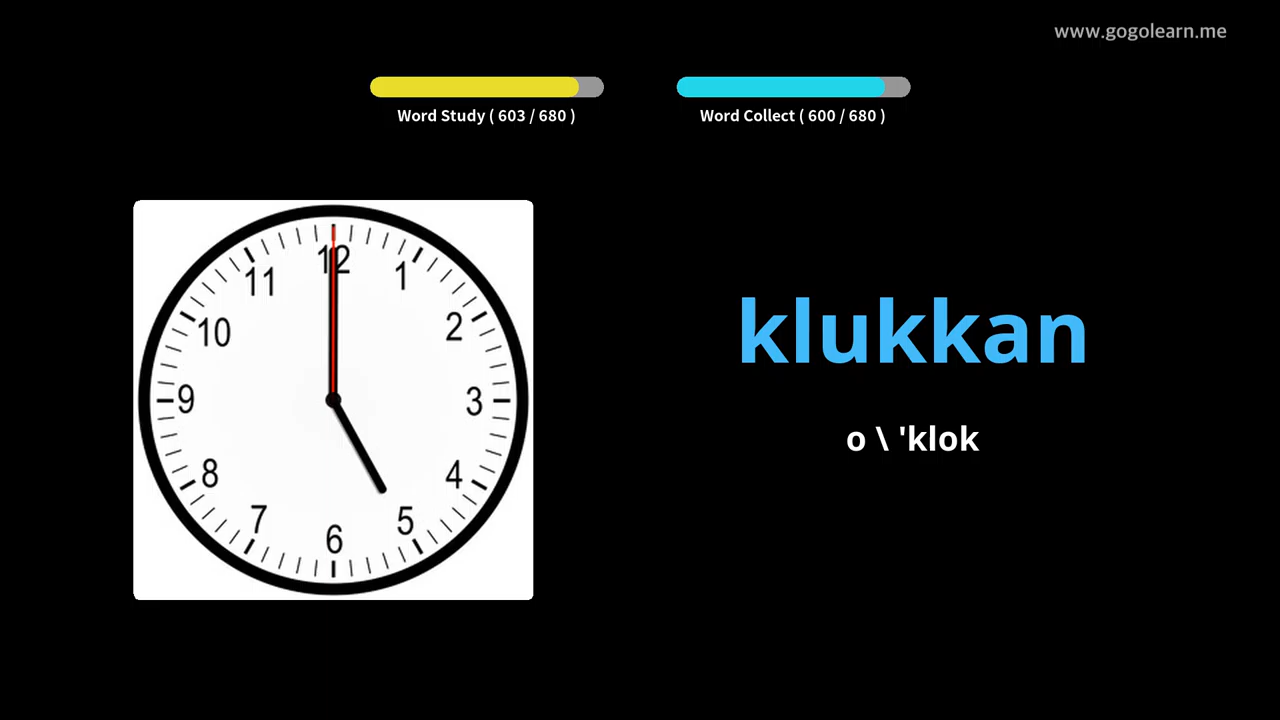 www.gogolearn.me
Word Study ( 603 / 680 )
Word Collect ( 600 / 680 )
12
11
1
10
2
9
3
8
4
7
5
6
klukkan
o \ 'klok